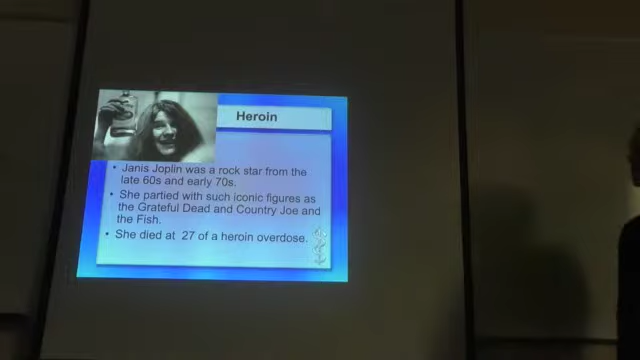 Heroin
• Janis Joplin was a rock star from the
late 60s and early 70s.
• She partied with such iconic figures as
the Grateful Dead and Country Joe and
the Fish.
• She died at 27 of a heroin overdose.